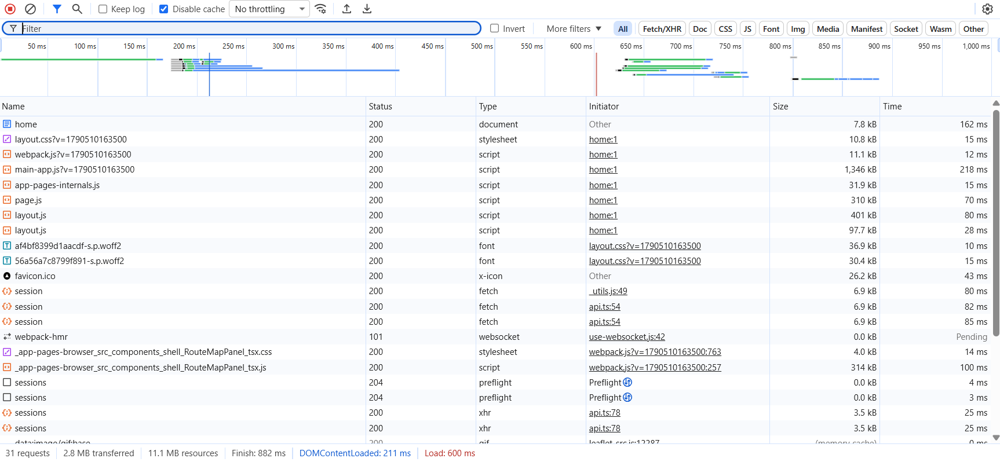 Keep log Disable cache No throttling
Filter Invert More filters All Fetch/XHR Doc CSS JS Font Img Media Manifest Socket Wasm Other
50 ms 100 ms 150 ms 200 ms 250 ms 300 ms 350 ms 400 ms 450 ms 500 ms 550 ms 600 ms 650 ms 700 ms 750 ms 800 ms 850 ms 900 ms 950 ms 1,000 ms
Name Status Type Initiator Size Time
home 200 document Other 7.8 kB 162 ms
layout.css?v=1790510163500 200 stylesheet home:1 10.8 kB 15 ms
webpack.js?v=1790510163500 200 script home:1 11.1 kB 12 ms
main-app.js?v=1790510163500 200 script home:1 1,346 kB 218 ms
app-pages-internals.js 200 script home:1 31.9 kB 15 ms
page.js 200 script home:1 310 kB 70 ms
layout.js 200 script home:1 401 kB 80 ms
layout.js 200 script home:1 97.7 kB 28 ms
af4bf8399d1aacdf-s.p.woff2 200 font layout.css?v=1790510163500 36.9 kB 10 ms
56a56a7c8799f891-s.p.woff2 200 font layout.css?v=1790510163500 30.4 kB 15 ms
favicon.ico 200 x-icon Other 26.2 kB 43 ms
session 200 fetch _utils.js:49 6.9 kB 80 ms
session 200 fetch api.ts:54 6.9 kB 82 ms
session 200 fetch api.ts:54 6.9 kB 85 ms
webpack-hmr 101 websocket use-websocket.js:42 0.0 kB Pending
_app-pages-browser_src_components_shell_RouteMapPanel_tsx.css 200 stylesheet webpack.js?v=1790510163500:763 4.0 kB 14 ms
_app-pages-browser_src_components_shell_RouteMapPanel_tsx.js 200 script webpack.js?v=1790510163500:257 314 kB 100 ms
sessions 204 preflight Preflight 0.0 kB 4 ms
sessions 204 preflight Preflight 0.0 kB 3 ms
sessions 200 xhr api.ts:78 3.5 kB 25 ms
sessions 200 xhr api.ts:78 3.5 kB 25 ms
data:image/gif;base 200 gif leaflet-src.js:12287 (memory cache) 0 ms
31 requests 2.8 MB transferred 11.1 MB resources Finish: 882 ms DOMContentLoaded: 211 ms Load: 600 ms